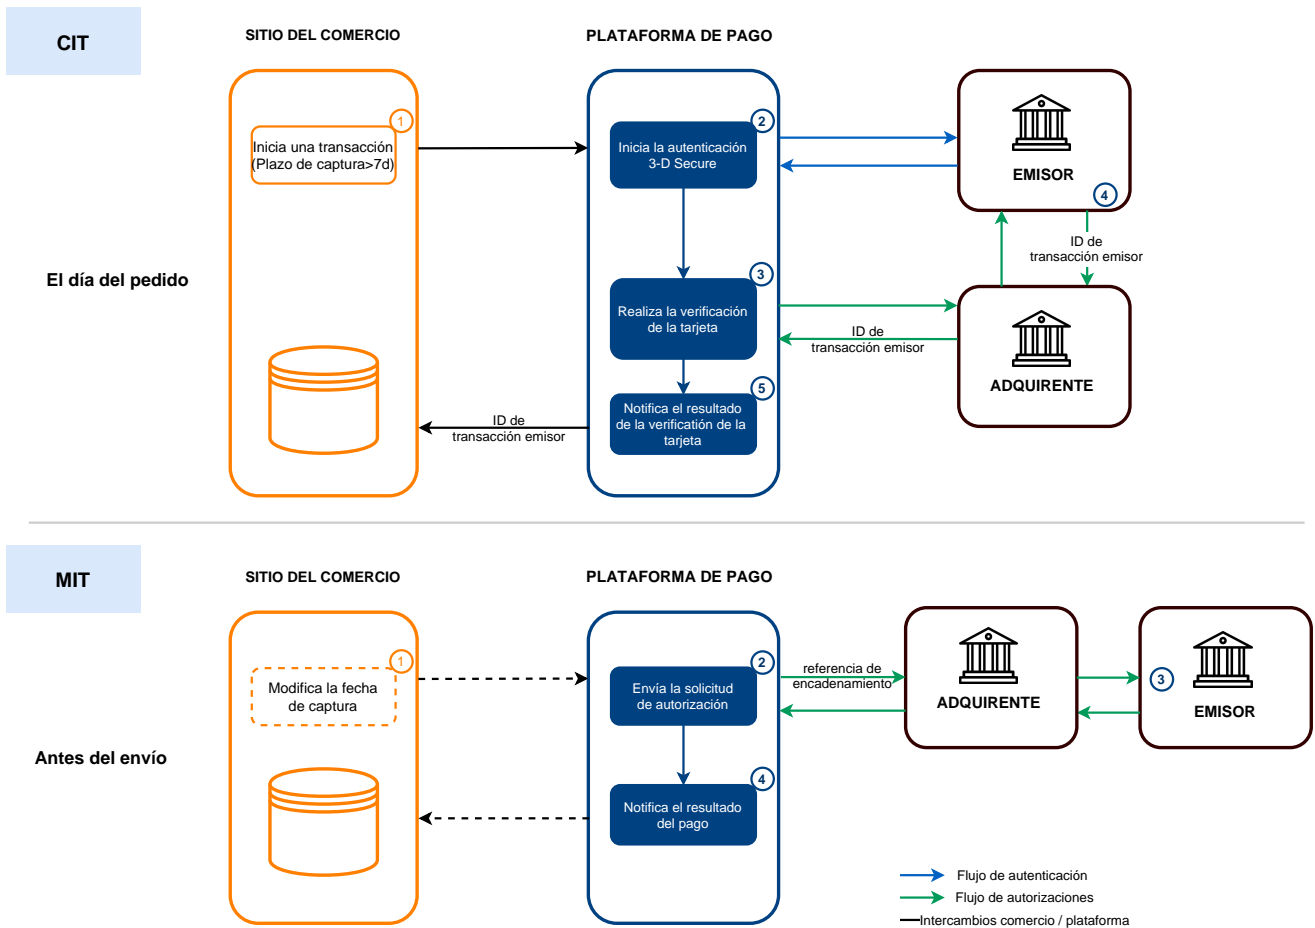 CIT
SITIO DEL COMERCIO
PLATAFORMA DE PAGO
1
Inicia una transacción
(Plazo de captura>7d)
2
Inicia la autenticación
3-D Secure
EMISOR
4
ID de
transacción emisor
El día del pedido
3
Realiza la verificación
de la tarjeta
ID de
transacción emisor
ADQUIRENTE
5
Notifica el resultado
de la verificatión de la
tarjeta
ID de
transacción emisor
MIT
SITIO DEL COMERCIO
PLATAFORMA DE PAGO
1
Modifica la fecha
de captura
2
Envía la solicitud
de autorización
referencia de
encadenamiento
ADQUIRENTE
3
EMISOR
Antes del envío
4
Notifica el resultado
del pago
Flujo de autenticación
Flujo de autorizaciones
Intercambios comercio / plataforma